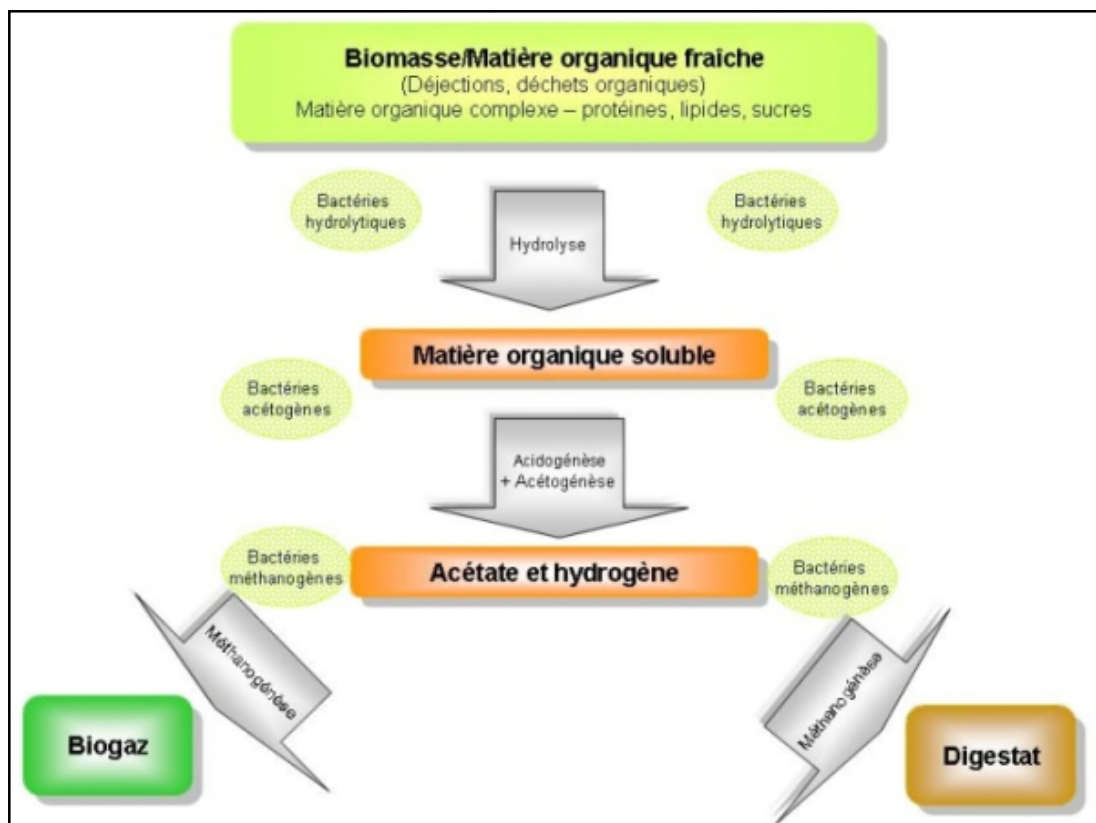 Biomasse/Matière organique fraîche
(Déjections, déchets organiques)
Matière organique complexe – protéines, lipides, sucres
Bactéries
hydrolytiques
Bactéries
hydrolytiques
Hydrolyse
Matière organique soluble
Bactéries
acétogènes
Bactéries
acétogènes
Acidogénèse
+ Acétogénèse
Bactéries
méthanogènes
Acétate et hydrogène
Bactéries
méthanogènes
Méthanogénèse
Méthanogénèse
Biogaz
Digestat